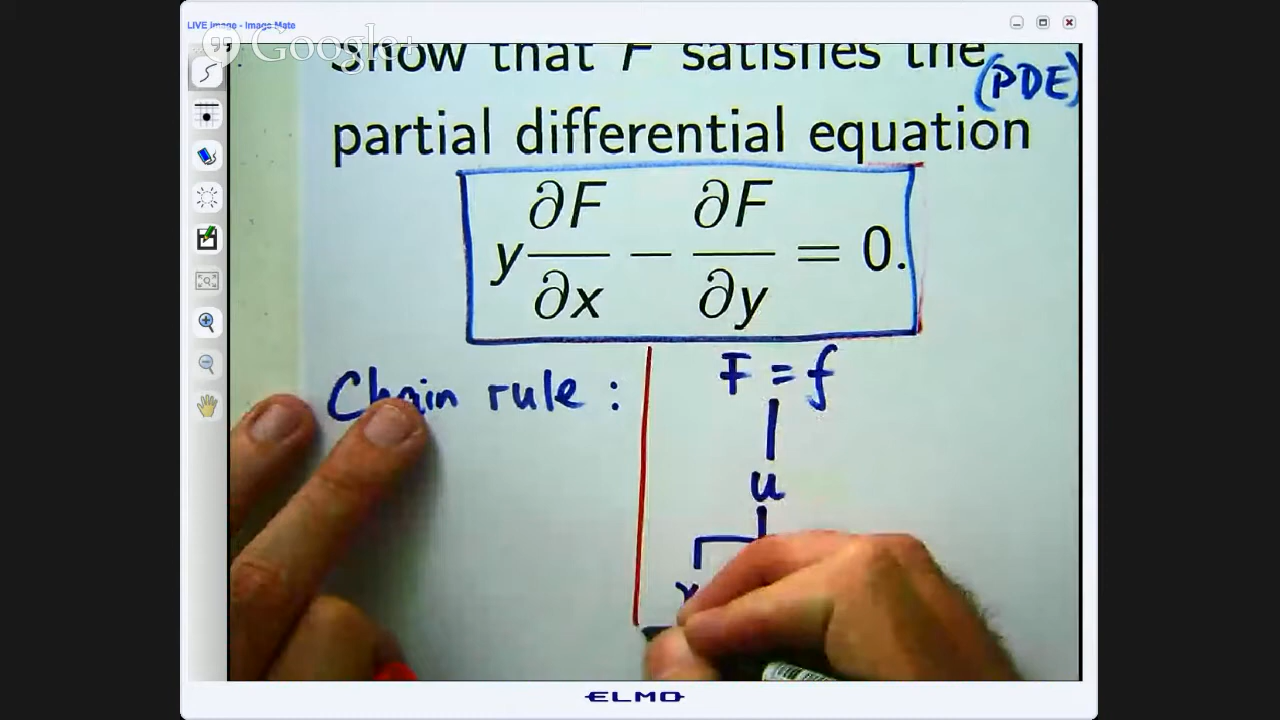 LIVE Image - Image Mate
Google+
Show that F satisfies the
(PDE)
partial differential equation
y ∂F/∂x − ∂F/∂y = 0.
Chain rule :
F = f
u
x
ELMO